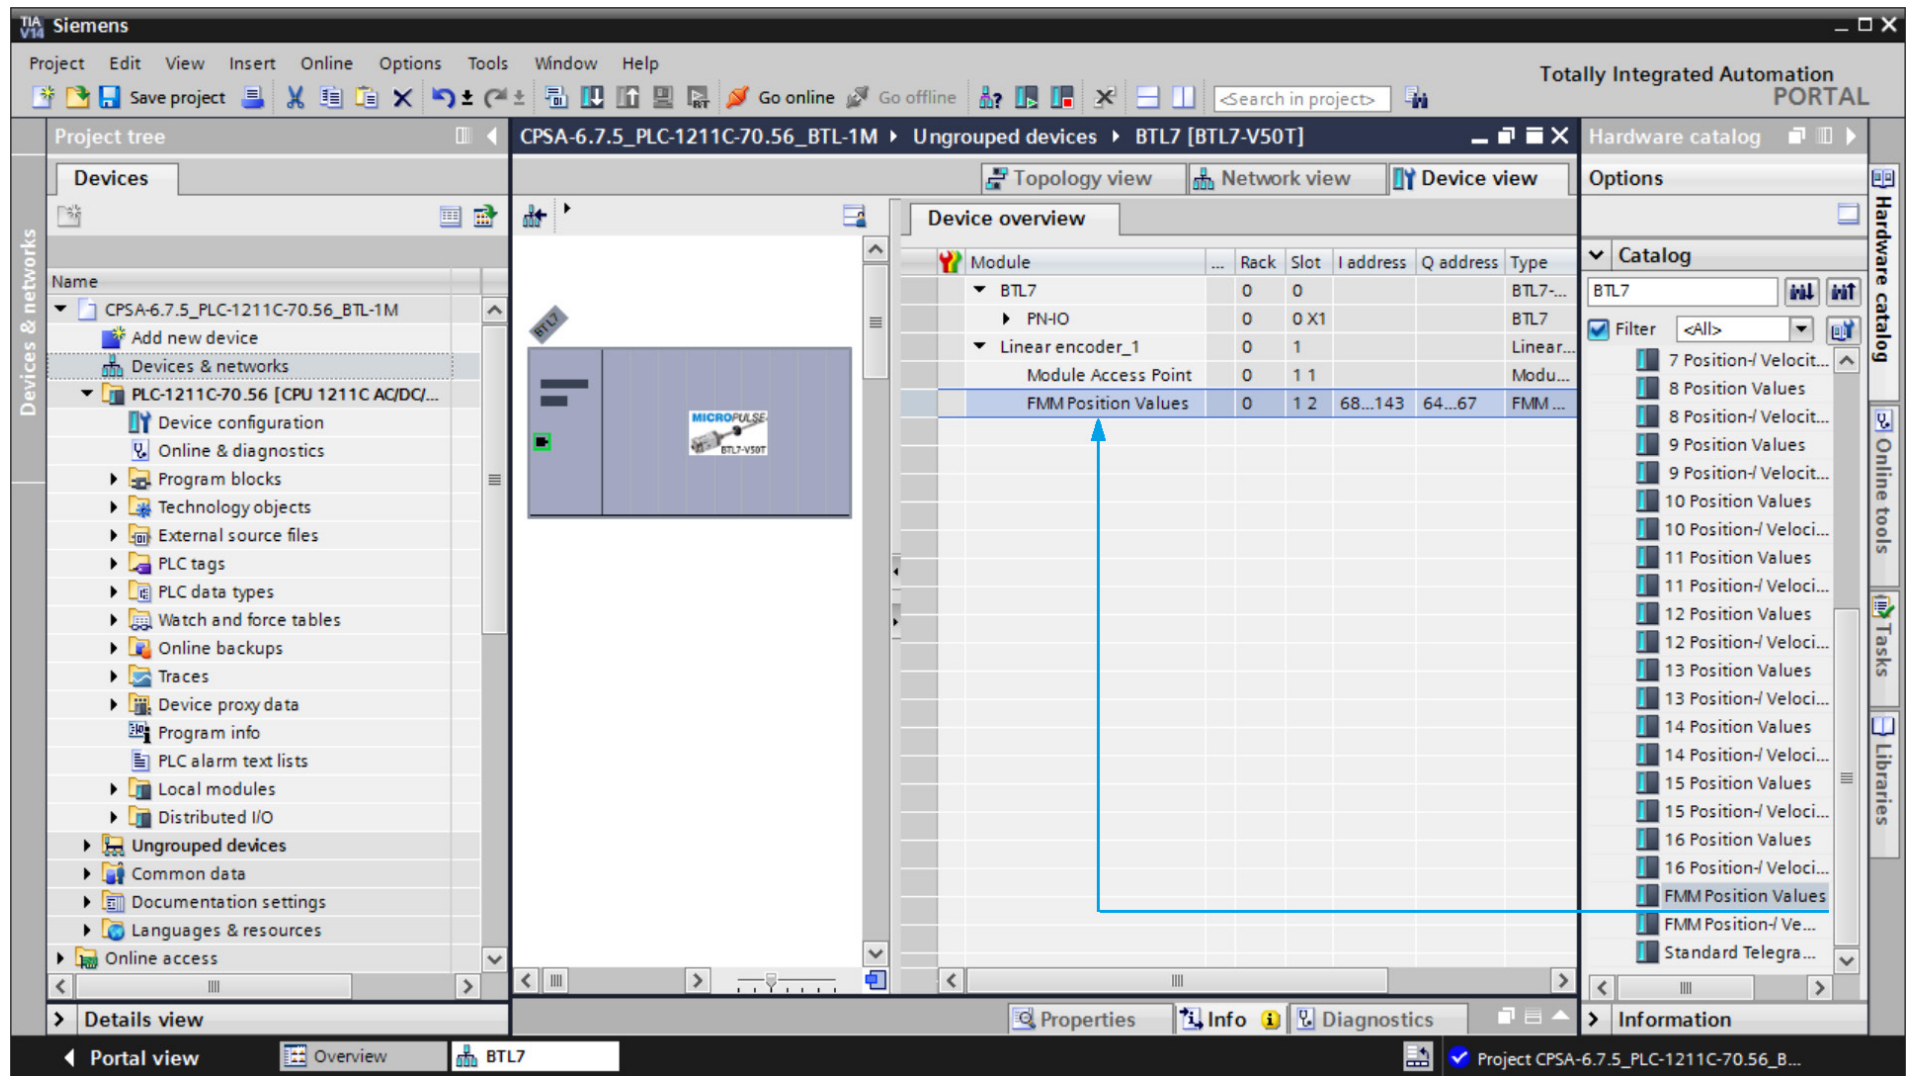 TIA V14 Siemens
Project Edit View Insert Online Options Tools Window Help
Totally Integrated Automation
PORTAL
Save project Go online Go offline <Search in project>
Project tree
CPSA-6.7.5_PLC-1211C-70.56_BTL-1M Ungrouped devices BTL7 [BTL7-V50T]
Hardware catalog
Devices
Topology view Network view Device view
Options
Devices & networks
Device overview
Name
CPSA-6.7.5_PLC-1211C-70.56_BTL-1M
Add new device
Devices & networks
PLC-1211C-70.56 [CPU 1211C AC/DC/...
Device configuration
Online & diagnostics
Program blocks
Technology objects
External source files
PLC tags
PLC data types
Watch and force tables
Online backups
Traces
Device proxy data
Program info
PLC alarm text lists
Local modules
Distributed I/O
Ungrouped devices
Common data
Documentation settings
Languages & resources
Online access
Details view
BTL7
MICROPULSE
BTL7-V50T
Module ... Rack Slot I address Q address Type
BTL7 0 0 BTL7-...
PN-IO 0 0 X1 BTL7
Linear encoder_1 0 1 Linear...
Module Access Point 0 1 1 Modu...
FMM Position Values 0 1 2 68...143 64...67 FMM ...
Catalog
BTL7
Filter <All>
7 Position-/ Velocit...
8 Position Values
8 Position-/ Velocit...
9 Position Values
9 Position-/ Velocit...
10 Position Values
10 Position-/ Veloci...
11 Position Values
11 Position-/ Veloci...
12 Position Values
12 Position-/ Veloci...
13 Position Values
13 Position-/ Veloci...
14 Position Values
14 Position-/ Veloci...
15 Position Values
15 Position-/ Veloci...
16 Position Values
16 Position-/ Veloci...
FMM Position Values
FMM Position-/ Ve...
Standard Telegra...
Information
Hardware catalog
Online tools
Tasks
Libraries
Properties Info Diagnostics
Portal view Overview BTL7
Project CPSA-6.7.5_PLC-1211C-70.56_B...